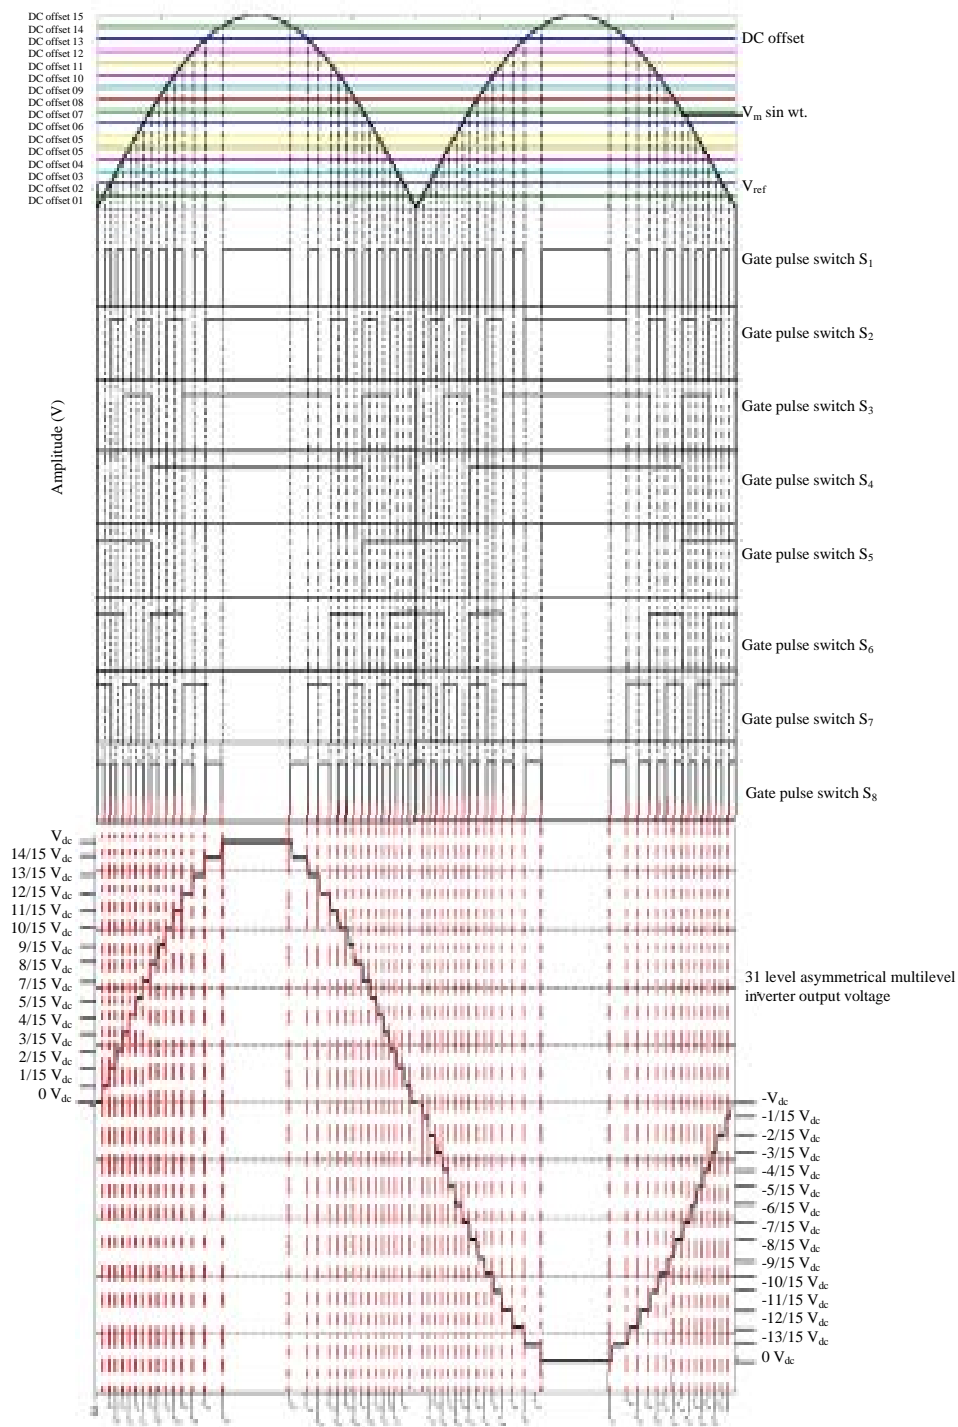 DC offset 15
DC offset 14
DC offset 13
DC offset 12
DC offset 11
DC offset 10
DC offset 09
DC offset 08
DC offset 07
DC offset 06
DC offset 05
DC offset 05
DC offset 04
DC offset 03
DC offset 02
DC offset 01
DC offset
Vm sin wt.
Vref
Amplitude (V)
Gate pulse switch S1
Gate pulse switch S2
Gate pulse switch S3
Gate pulse switch S4
Gate pulse switch S5
Gate pulse switch S6
Gate pulse switch S7
Gate pulse switch S8
Vdc
14/15 Vdc
13/15 Vdc
12/15 Vdc
11/15 Vdc
10/15 Vdc
9/15 Vdc
8/15 Vdc
7/15 Vdc
5/15 Vdc
4/15 Vdc
3/15 Vdc
2/15 Vdc
1/15 Vdc
0 Vdc
31 level asymmetrical multilevel
inverter output voltage
-Vdc
-1/15 Vdc
-2/15 Vdc
-3/15 Vdc
-4/15 Vdc
-5/15 Vdc
-6/15 Vdc
-7/15 Vdc
-8/15 Vdc
-9/15 Vdc
-10/15 Vdc
-11/15 Vdc
-12/15 Vdc
-13/15 Vdc
0 Vdc